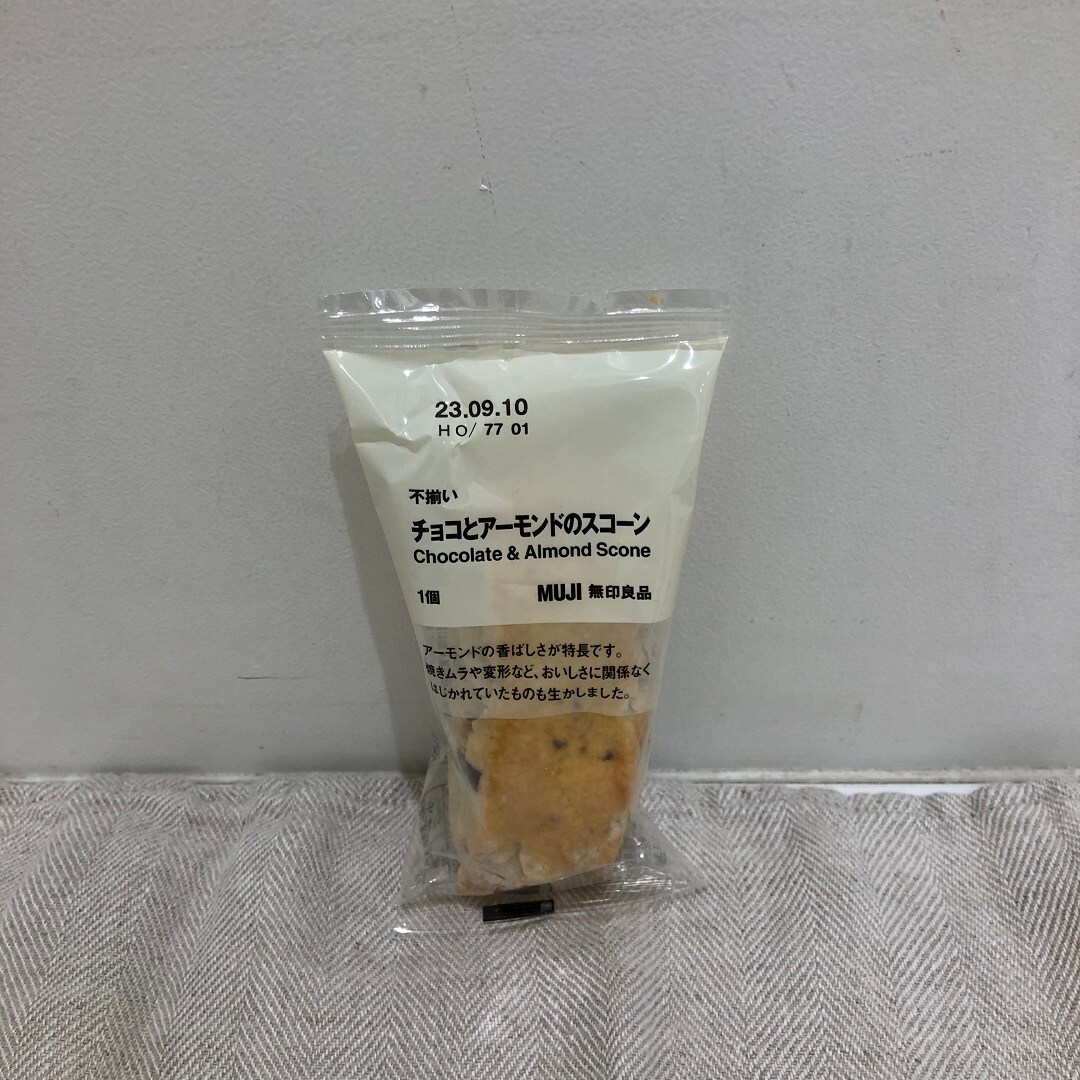 23.09.10
HO/ 77 01
不揃い
チョコとアーモンドのスコーン
Chocolate & Almond Scone
1個 MUJI 無印良品
アーモンドの香ばしさが特長です。
焼きムラや変形など、おいしさに関係なく
はじかれていたものも生かしました。